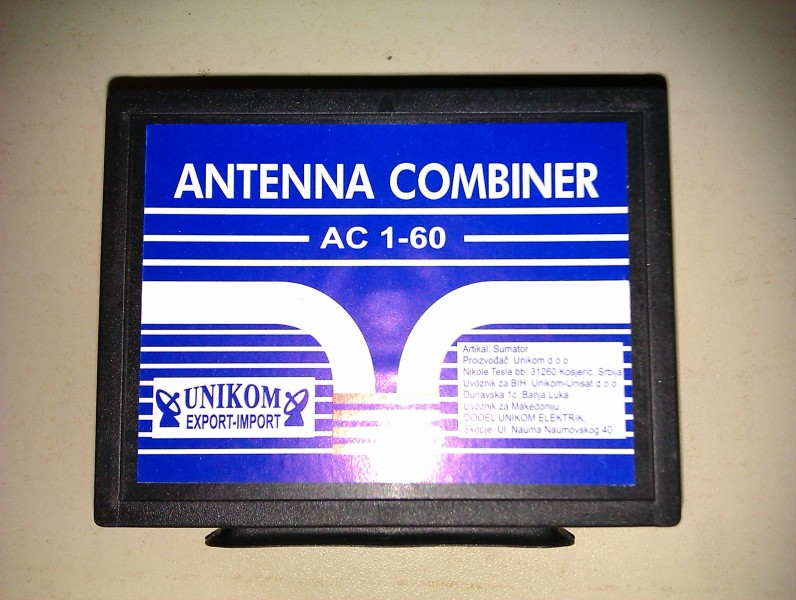 ANTENNA COMBINER
AC 1-60
UNIKOM
EXPORT-IMPORT
Artikal: Sumator
Proizvođač: Unikom d.o.o.
Nikole Tesle bb, 31260 Kosjerić, Srbija
Uvoznik za BIH: Unikom-Unisat d.o.o.
Dunavska 1c, Banja Luka
Uvoznik za Makedoniju
DOOEL UNIKOM ELEKTRIK
Skopje, Ul. Nauma Naumovskog 40